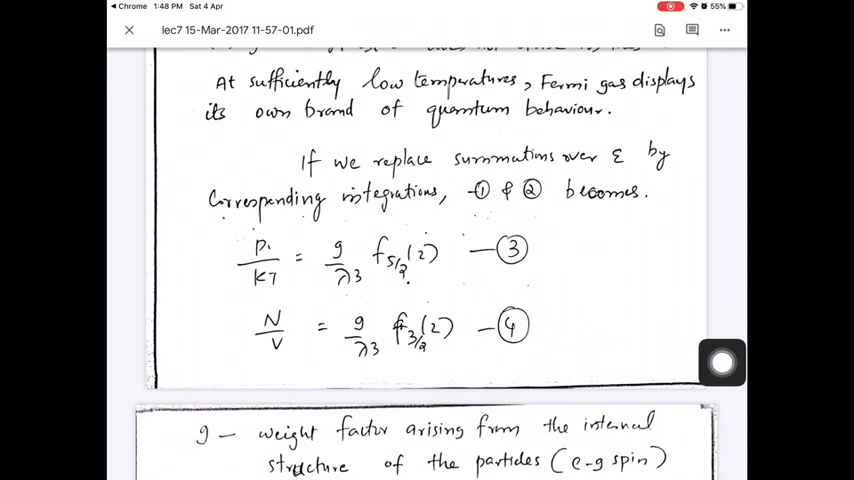 Chrome 1:48 PM Sat 4 Apr 55%
lec7 15-Mar-2017 11-57-01.pdf
At sufficiently low temperatures, Fermi gas displays
its own brand of quantum behaviour.
If we replace summations over ε by
corresponding integrations, ① & ② becomes.
P/KT = g/λ3 f5/2(z) — ③
N/V = g/λ3 f3/2(z) — ④
g — weight factor arising from the internal
structure of the particles (e-g spin)